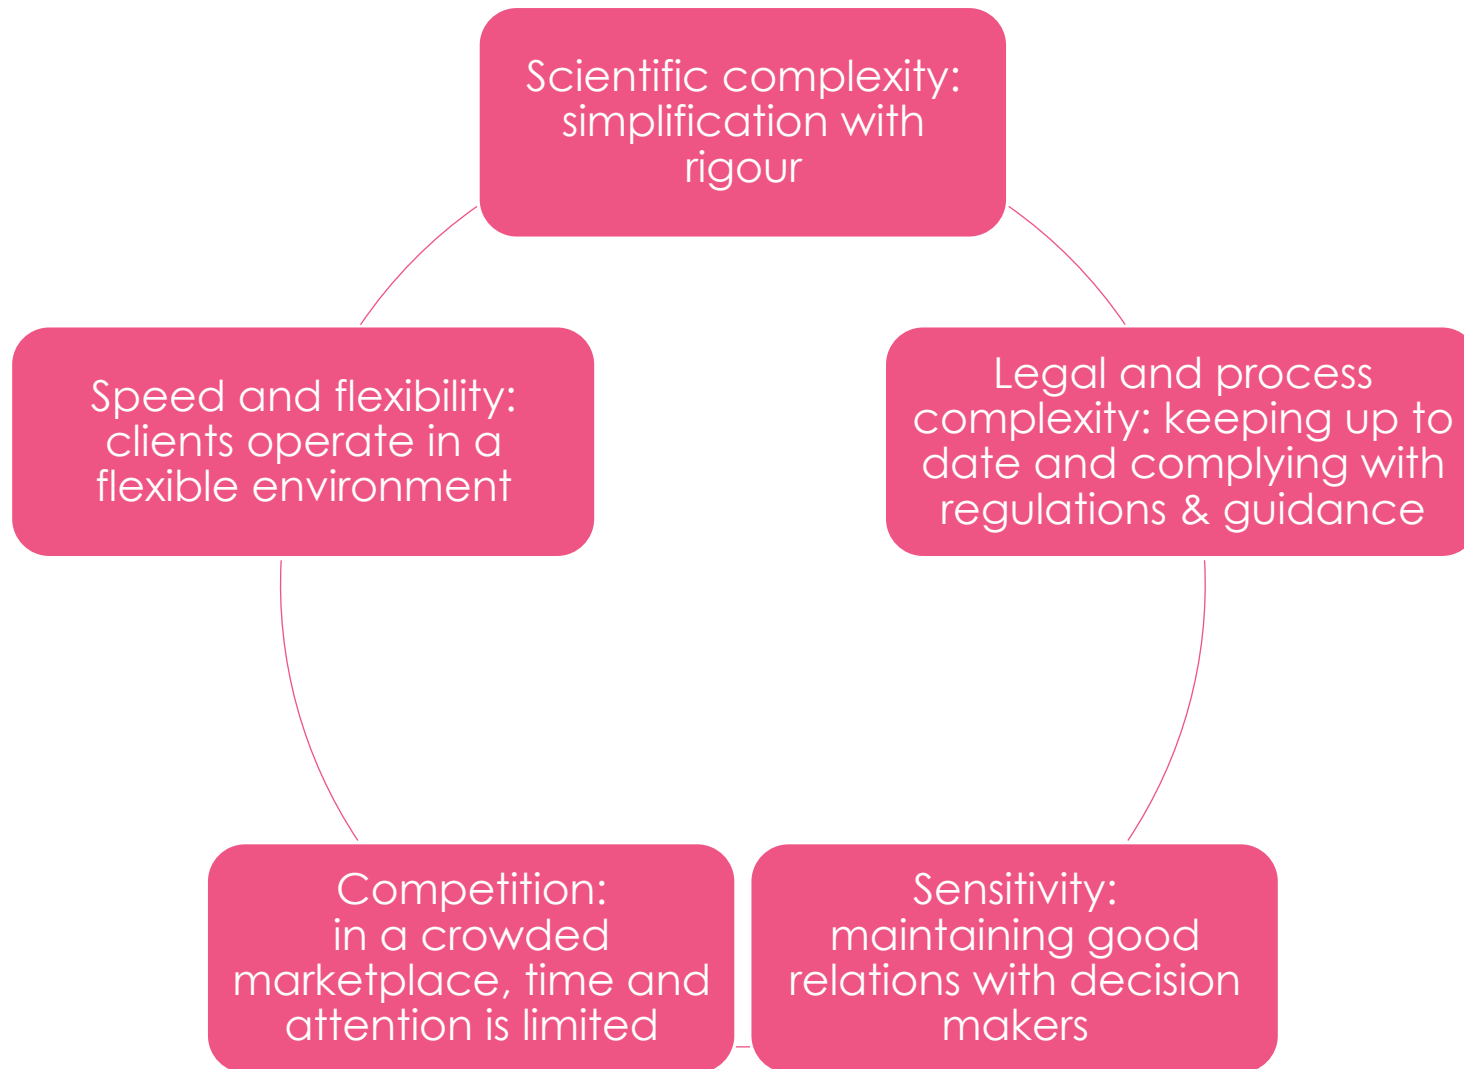 Scientific complexity:
simplification with
rigour
Legal and process
complexity: keeping up to
date and complying with
regulations & guidance
Sensitivity:
maintaining good
relations with decision
makers
Competition:
in a crowded
marketplace, time and
attention is limited
Speed and flexibility:
clients operate in a
flexible environment